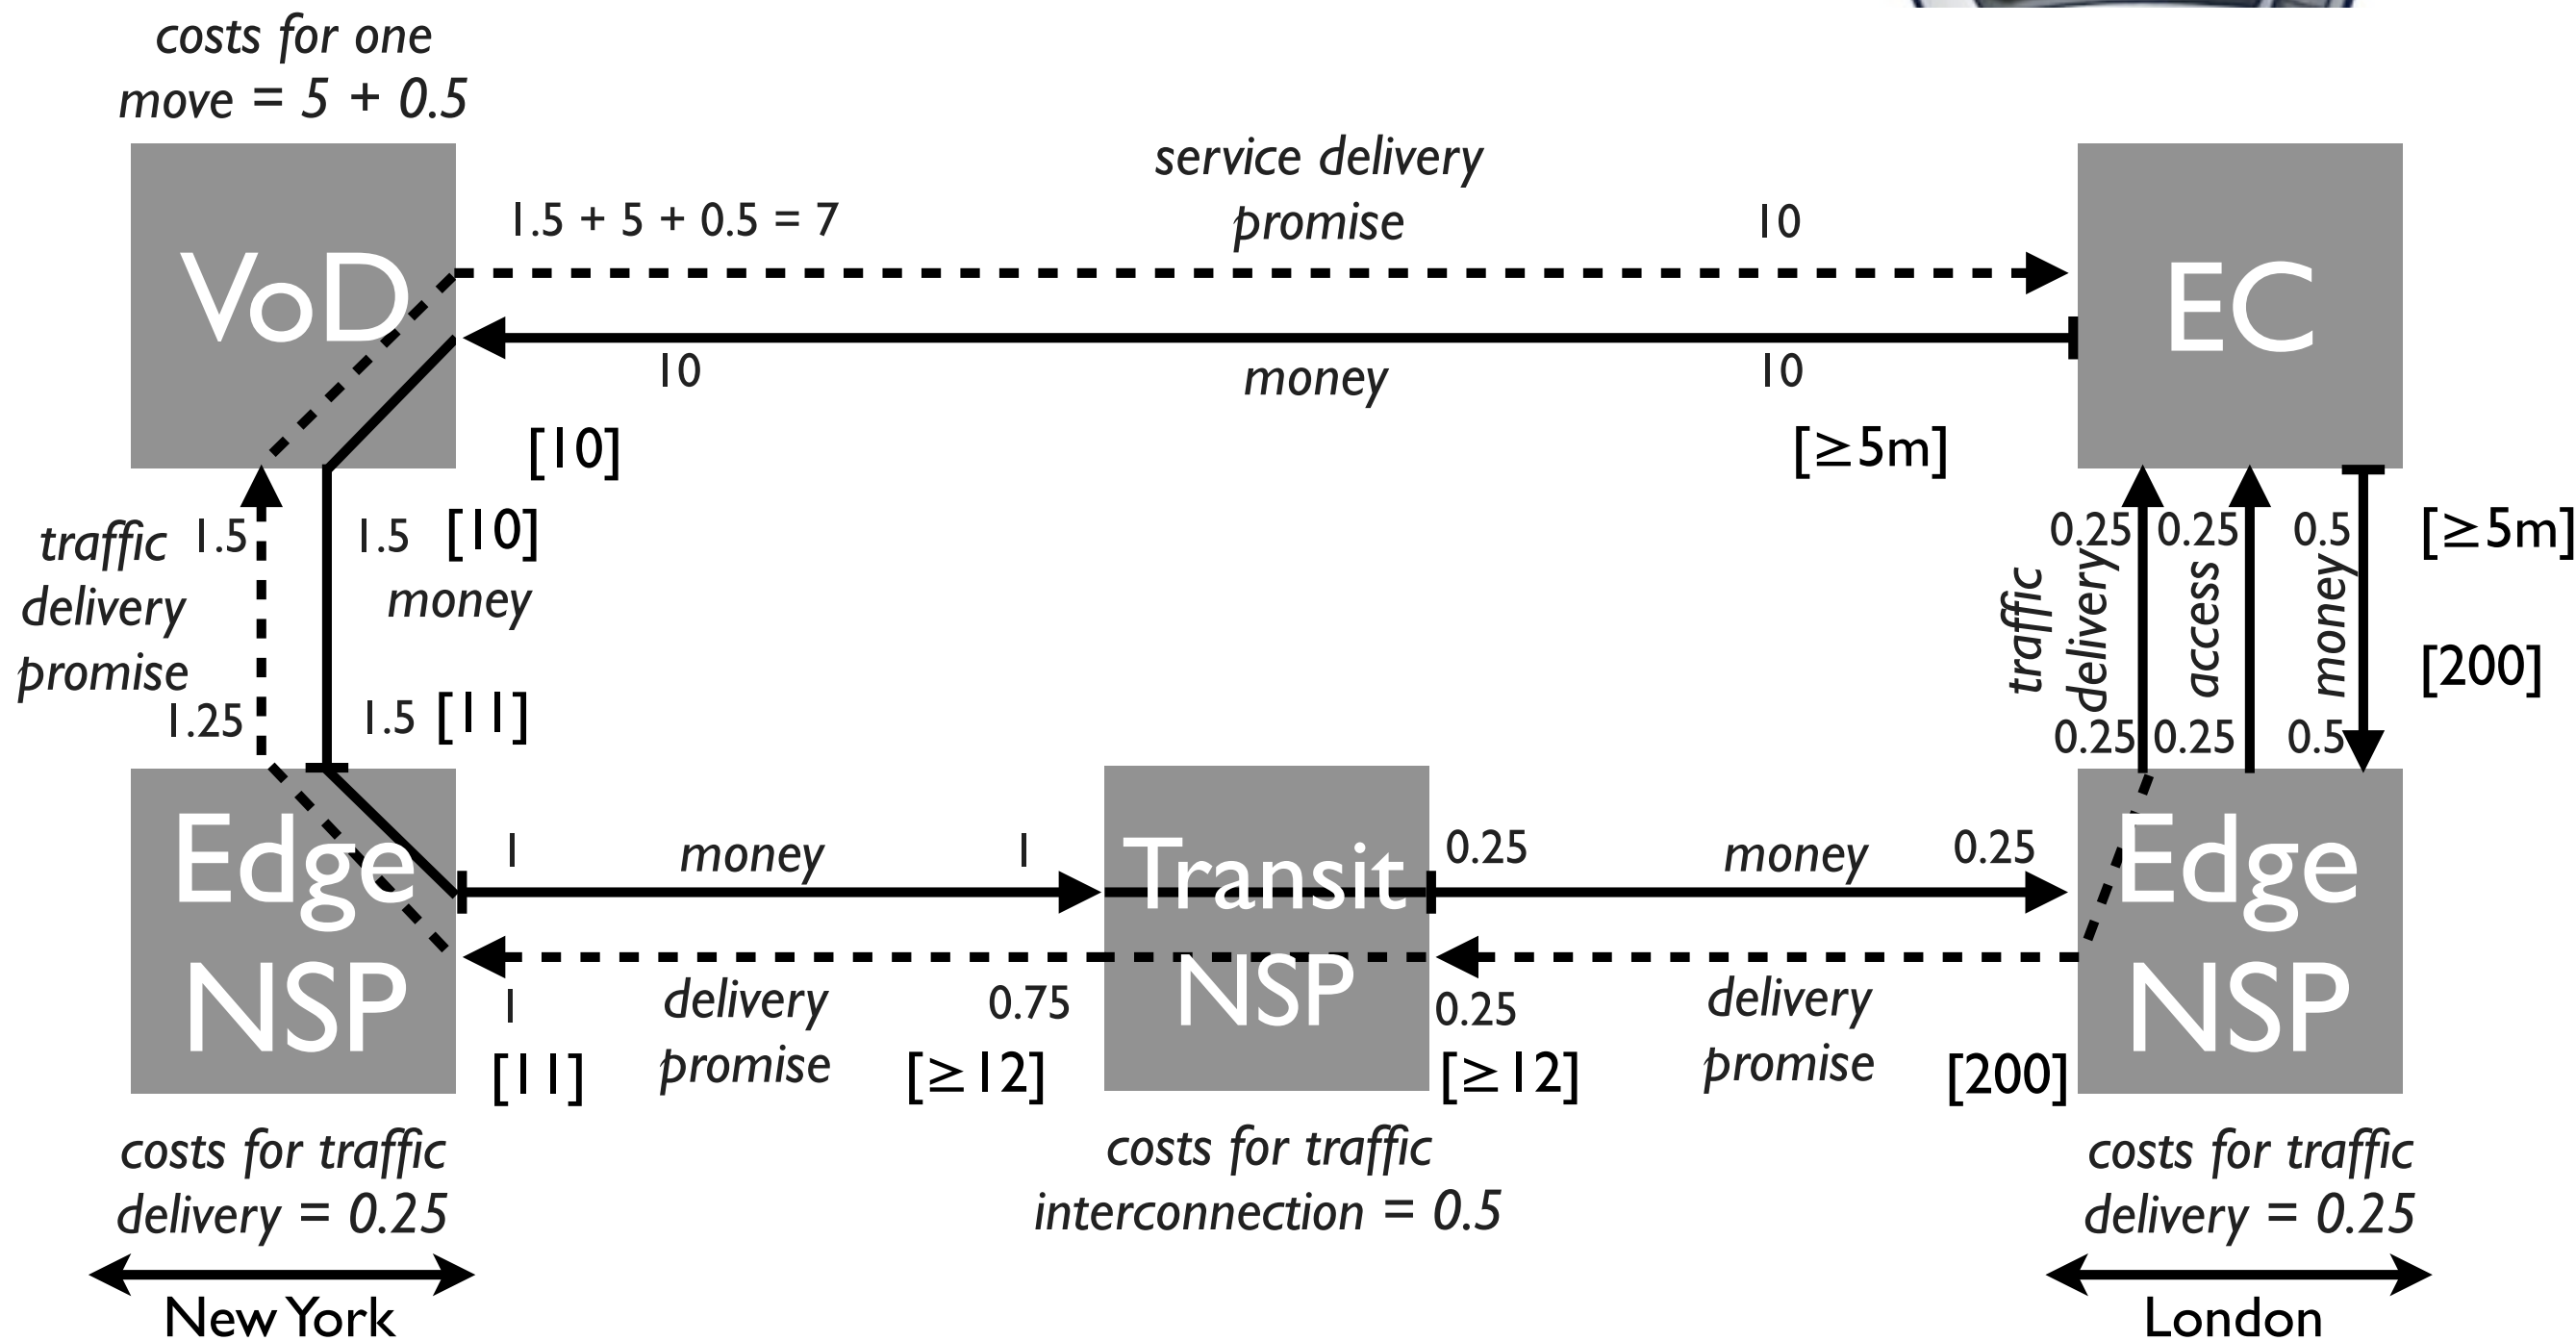 costs for one
move = 5 + 0.5
VoD
1.5 + 5 + 0.5 = 7
service delivery
promise
10
EC
10
money
10
[10]
[≥5m]
traffic
delivery
promise
1.5
1.5
[10]
money
1.25
1.5
[11]
0.25
0.25
0.5
[≥5m]
traffic
delivery
access
money
[200]
0.25
0.25
0.5
Edge
NSP
1
money
1
Transit
NSP
0.25
money
0.25
Edge
NSP
1
delivery
promise
0.75
0.25
delivery
promise
[11]
[≥12]
[≥12]
[200]
costs for traffic
delivery = 0.25
costs for traffic
interconnection = 0.5
costs for traffic
delivery = 0.25
New York
London